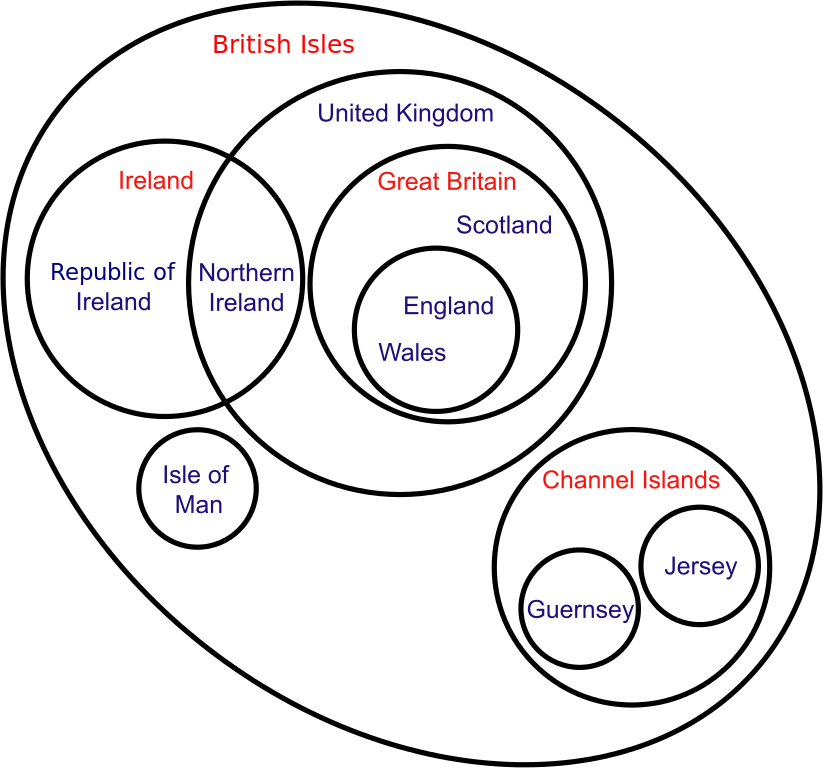 British Isles
United Kingdom
Ireland
Great Britain
Scotland
Republic of
Ireland
Northern
Ireland
England
Wales
Isle of
Man
Channel Islands
Jersey
Guernsey